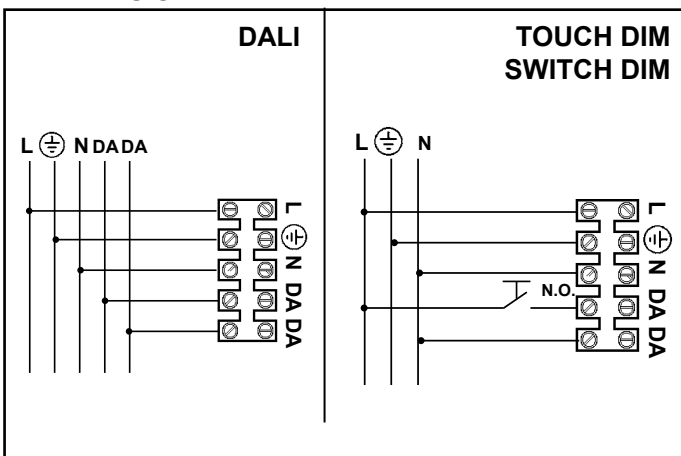 DALI
L N DA DA
L
N
DA
DA
TOUCH DIM
SWITCH DIM
L N
N.O.
L
N
DA
DA